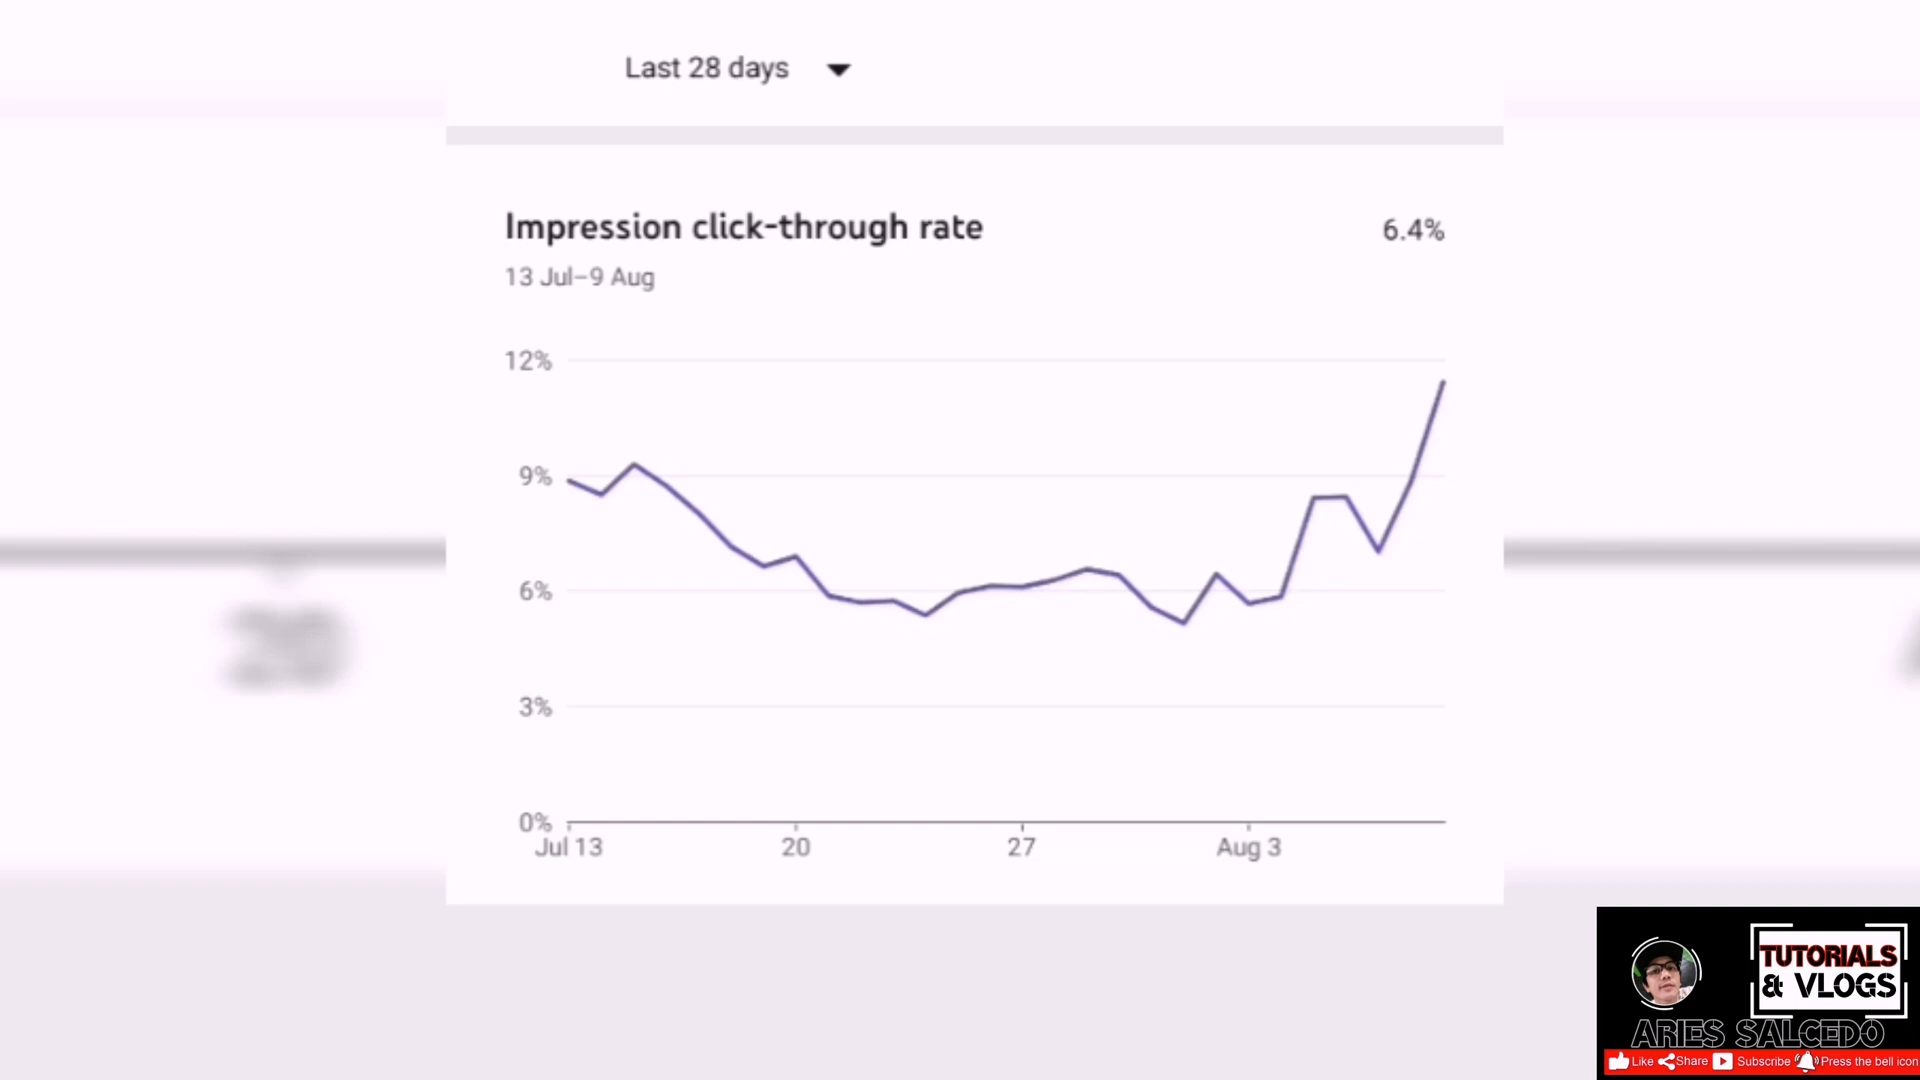 Last 28 days
Impression click-through rate
6.4%
13 Jul–9 Aug
12%
9%
6%
3%
0%
Jul 13 20 27 Aug 3
20
TUTORIALS
& VLOGS
ARIES SALCEDO
Like Share Subscribe Press the bell icon